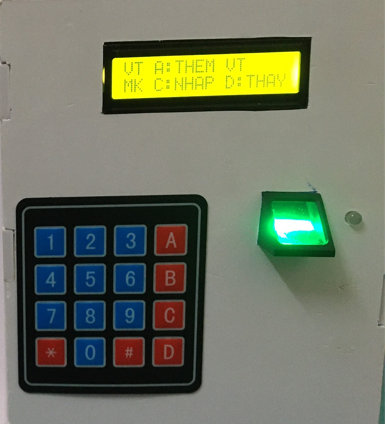 VT A:THEM VT
MK C:NHAP D:THAY
1 2 3 A
4 5 6 B
7 8 9 C
* 0 # D